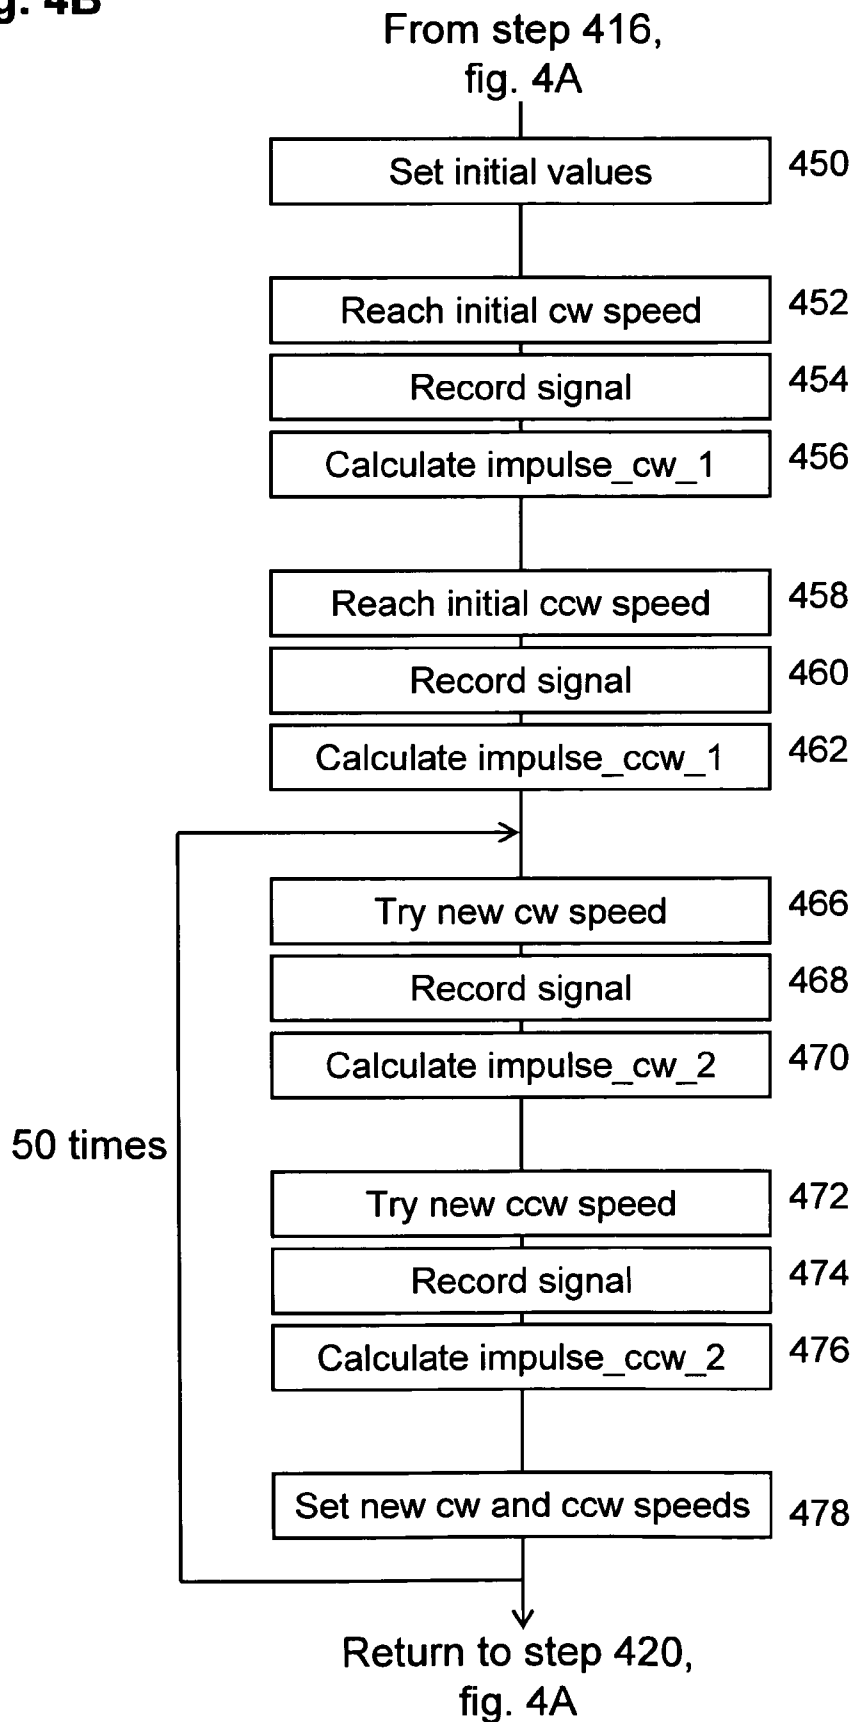 g. 4B
From step 416,
fig. 4A
Set initial values 450
Reach initial cw speed 452
Record signal 454
Calculate impulse_cw_1 456
Reach initial ccw speed 458
Record signal 460
Calculate impulse_ccw_1 462
Try new cw speed 466
Record signal 468
Calculate impulse_cw_2 470
50 times
Try new ccw speed 472
Record signal 474
Calculate impulse_ccw_2 476
Set new cw and ccw speeds 478
Return to step 420,
fig. 4A